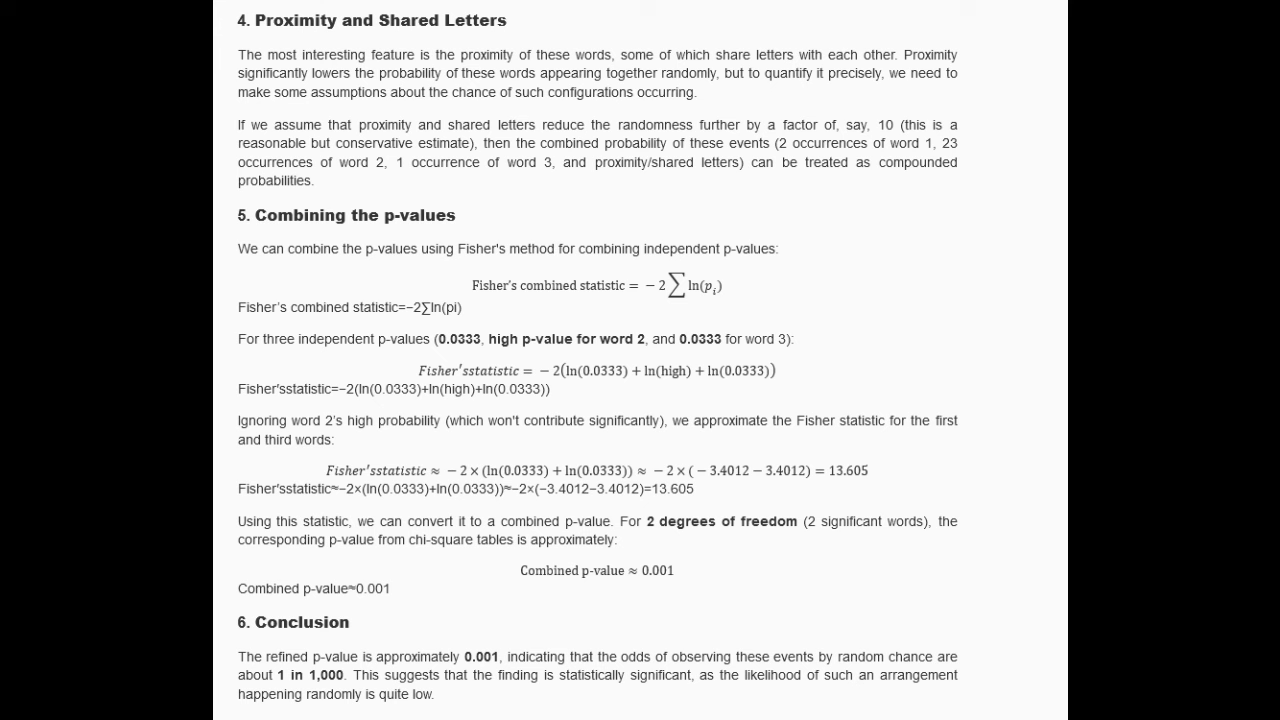 4. Proximity and Shared Letters
The most interesting feature is the proximity of these words, some of which share letters with each other. Proximity
significantly lowers the probability of these words appearing together randomly, but to quantify it precisely, we need to
make some assumptions about the chance of such configurations occurring.
If we assume that proximity and shared letters reduce the randomness further by a factor of, say, 10 (this is a
reasonable but conservative estimate), then the combined probability of these events (2 occurrences of word 1, 23
occurrences of word 2, 1 occurrence of word 3, and proximity/shared letters) can be treated as compounded
probabilities.
5. Combining the p-values
We can combine the p-values using Fisher's method for combining independent p-values:
Fisher's combined statistic = − 2∑ln(pᵢ)
Fisher's combined statistic=−2∑ln(pi)
For three independent p-values (0.0333, high p-value for word 2, and 0.0333 for word 3):
Fisher'sstatistic = − 2(ln(0.0333) + ln(high) + ln(0.0333))
Fisher'sstatistic=−2(ln(0.0333)+ln(high)+ln(0.0333))
Ignoring word 2's high probability (which won't contribute significantly), we approximate the Fisher statistic for the first
and third words:
Fisher'sstatistic ≈ − 2 × (ln(0.0333) + ln(0.0333)) ≈ − 2 × ( − 3.4012 − 3.4012) = 13.605
Fisher'sstatistic≈−2×(ln(0.0333)+ln(0.0333))≈−2×(−3.4012−3.4012)=13.605
Using this statistic, we can convert it to a combined p-value. For 2 degrees of freedom (2 significant words), the
corresponding p-value from chi-square tables is approximately:
Combined p-value ≈ 0.001
Combined p-value≈0.001
6. Conclusion
The refined p-value is approximately 0.001, indicating that the odds of observing these events by random chance are
about 1 in 1,000. This suggests that the finding is statistically significant, as the likelihood of such an arrangement
happening randomly is quite low.